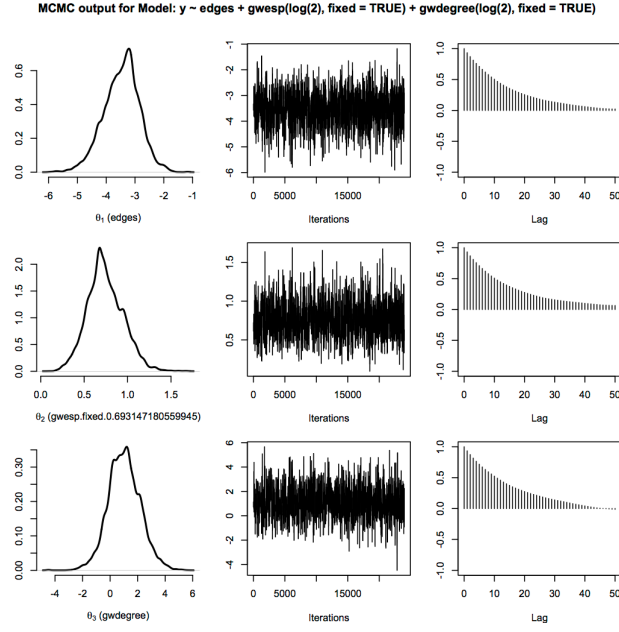 MCMC output for Model: y ~ edges + gwesp(log(2), fixed = TRUE) + gwdegree(log(2), fixed = TRUE)
0.0 0.2 0.4 0.6
-6 -5 -4 -3 -2 -1
θ1 (edges)
-6 -5 -4 -3 -2 -1
0 5000 15000
Iterations
-1.0 -0.5 0.0 0.5 1.0
0 10 20 30 40 50
Lag
0.0 0.5 1.0 1.5 2.0
0.0 0.5 1.0 1.5
θ2 (gwesp.fixed.0.693147180559945)
0.5 1.0 1.5
0 5000 15000
Iterations
-1.0 -0.5 0.0 0.5 1.0
0 10 20 30 40 50
Lag
0.00 0.10 0.20 0.30
-4 -2 0 2 4 6
θ3 (gwdegree)
-4 -2 0 2 4 6
0 5000 15000
Iterations
-1.0 -0.5 0.0 0.5 1.0
0 10 20 30 40 50
Lag